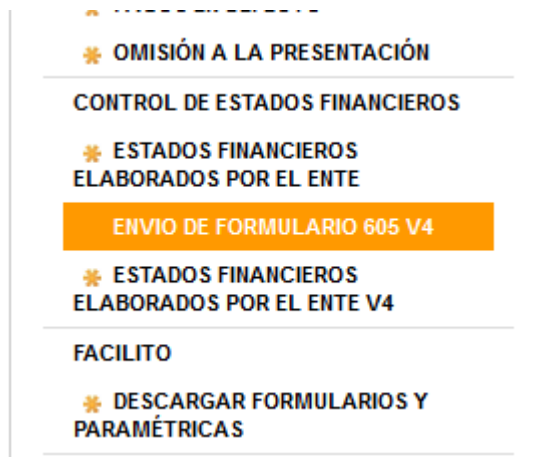 OMISIÓN A LA PRESENTACIÓN
CONTROL DE ESTADOS FINANCIEROS
ESTADOS FINANCIEROS
ELABORADOS POR EL ENTE
ENVIO DE FORMULARIO 605 V4
ESTADOS FINANCIEROS
ELABORADOS POR EL ENTE V4
FACILITO
DESCARGAR FORMULARIOS Y
PARAMÉTRICAS